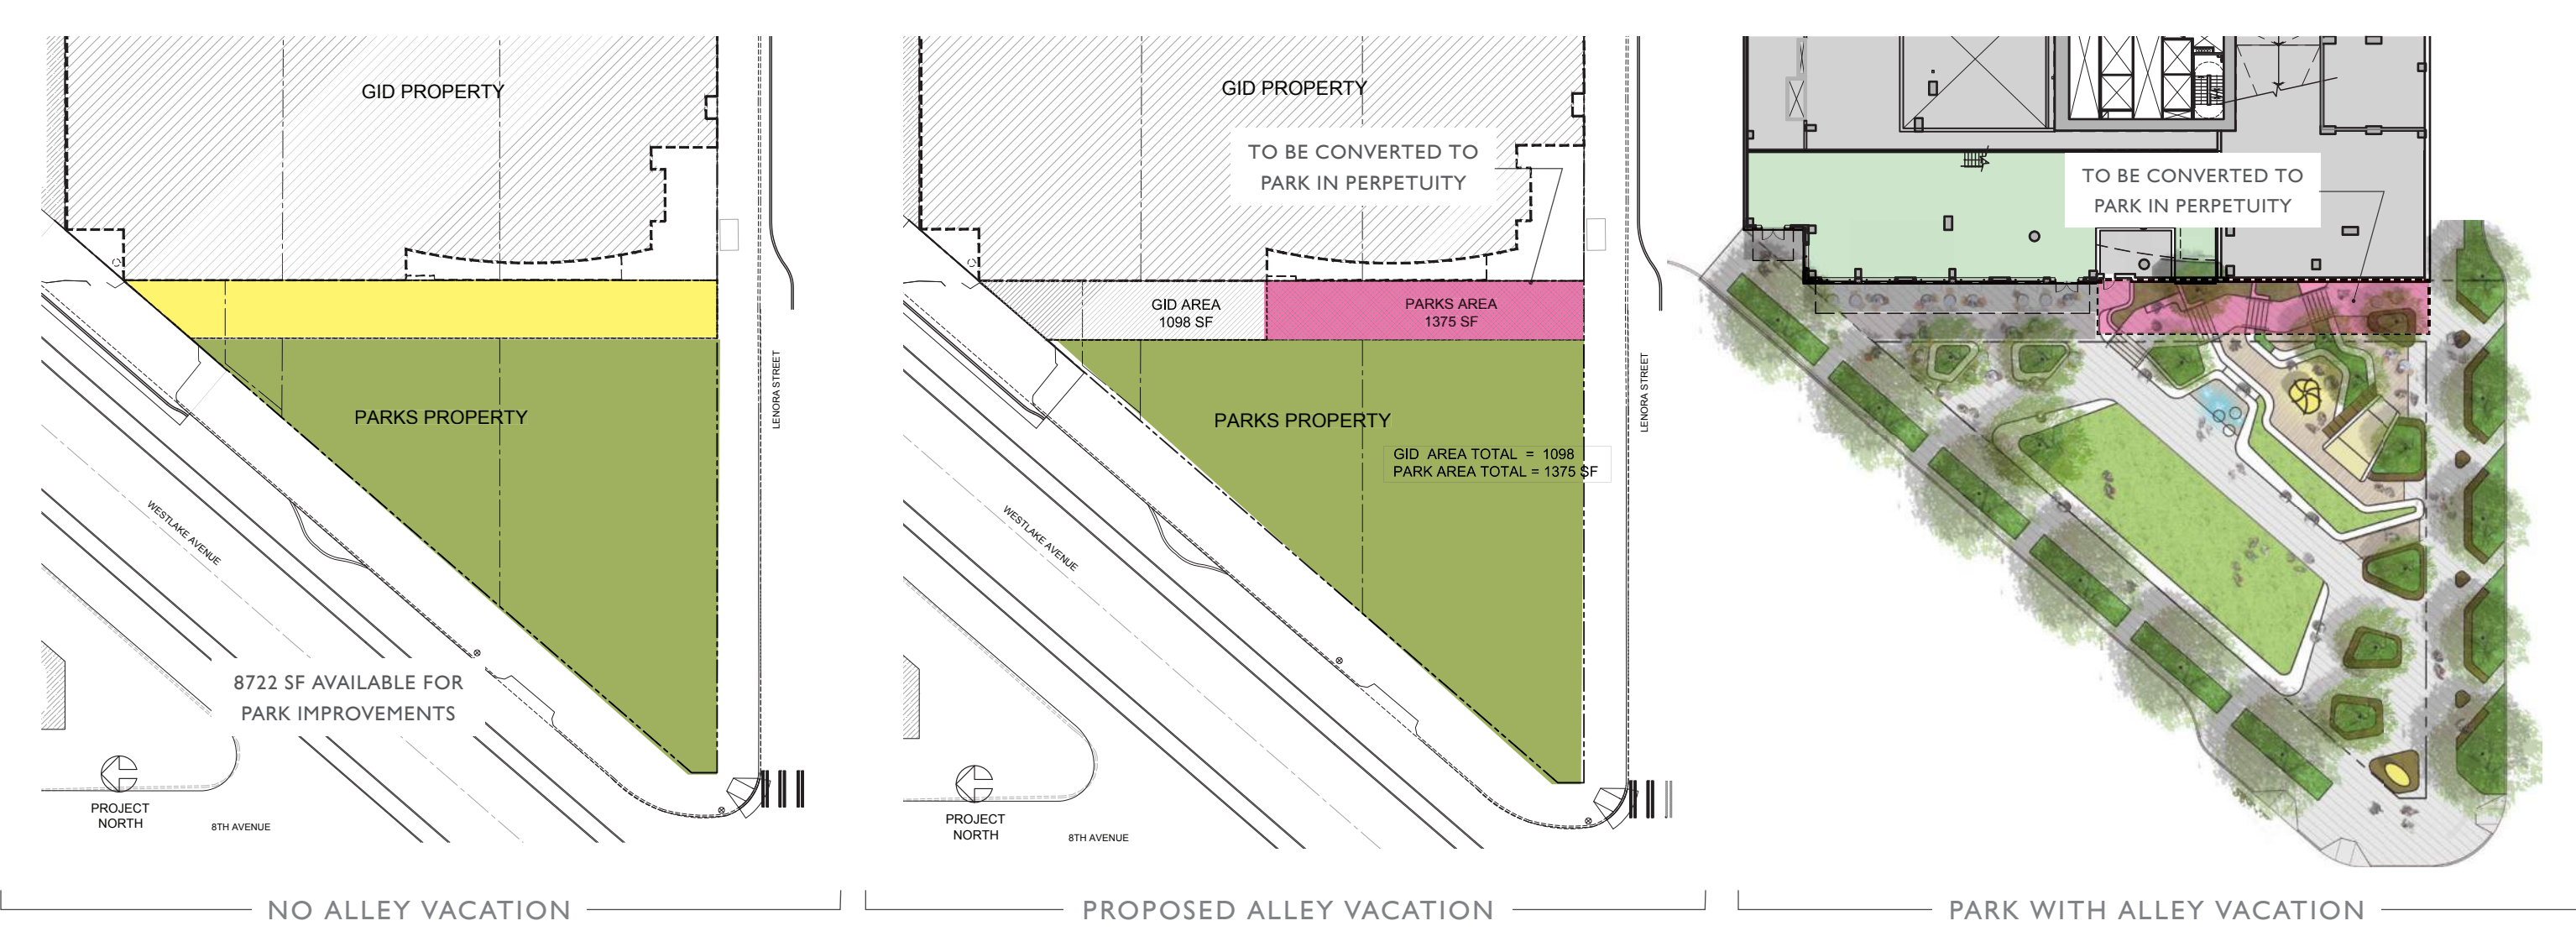 GID PROPERTY
PARKS PROPERTY
LENORA STREET
WESTLAKE AVENUE
8722 SF AVAILABLE FOR
PARK IMPROVEMENTS
PROJECT
NORTH
8TH AVENUE
NO ALLEY VACATION
GID PROPERTY
TO BE CONVERTED TO
PARK IN PERPETUITY
GID AREA
1098 SF
PARKS AREA
1375 SF
PARKS PROPERTY
GID AREA TOTAL = 1098
PARK AREA TOTAL = 1375 SF
LENORA STREET
WESTLAKE AVENUE
PROJECT
NORTH
8TH AVENUE
PROPOSED ALLEY VACATION
TO BE CONVERTED TO
PARK IN PERPETUITY
PARK WITH ALLEY VACATION